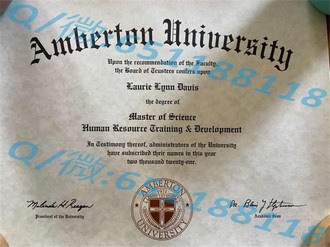 Amberton University
Upon the recommendation of the Faculty,
the Board of Trustees confers upon
Laurie Lynn Davis
the degree of
Master of Science
Human Resource Training & Development
In Testimony thereof, administrators of the University
have subscribed their names in this year
two thousand twenty-one.
AMBERTON
UNIVERSITY
President of the University
Academic Dean